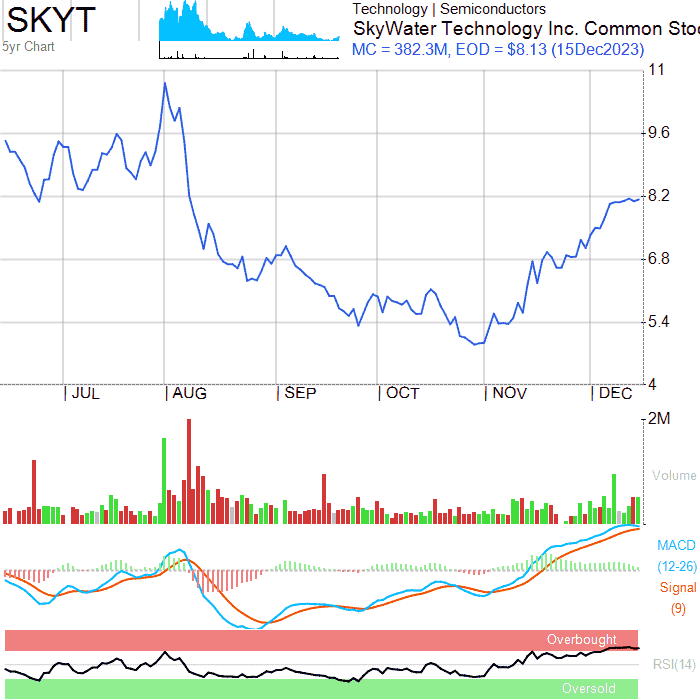 SKYT
5yr Chart
Technology | Semiconductors
SkyWater Technology Inc. Common Stoc
MC = 382.3M, EOD = $8.13 (15Dec2023)
11
9.6
8.2
6.8
5.4
4
JUL
AUG
SEP
OCT
NOV
DEC
2M
Volume
MACD
(12-26)
Signal
(9)
Overbought
RSI(14)
Oversold